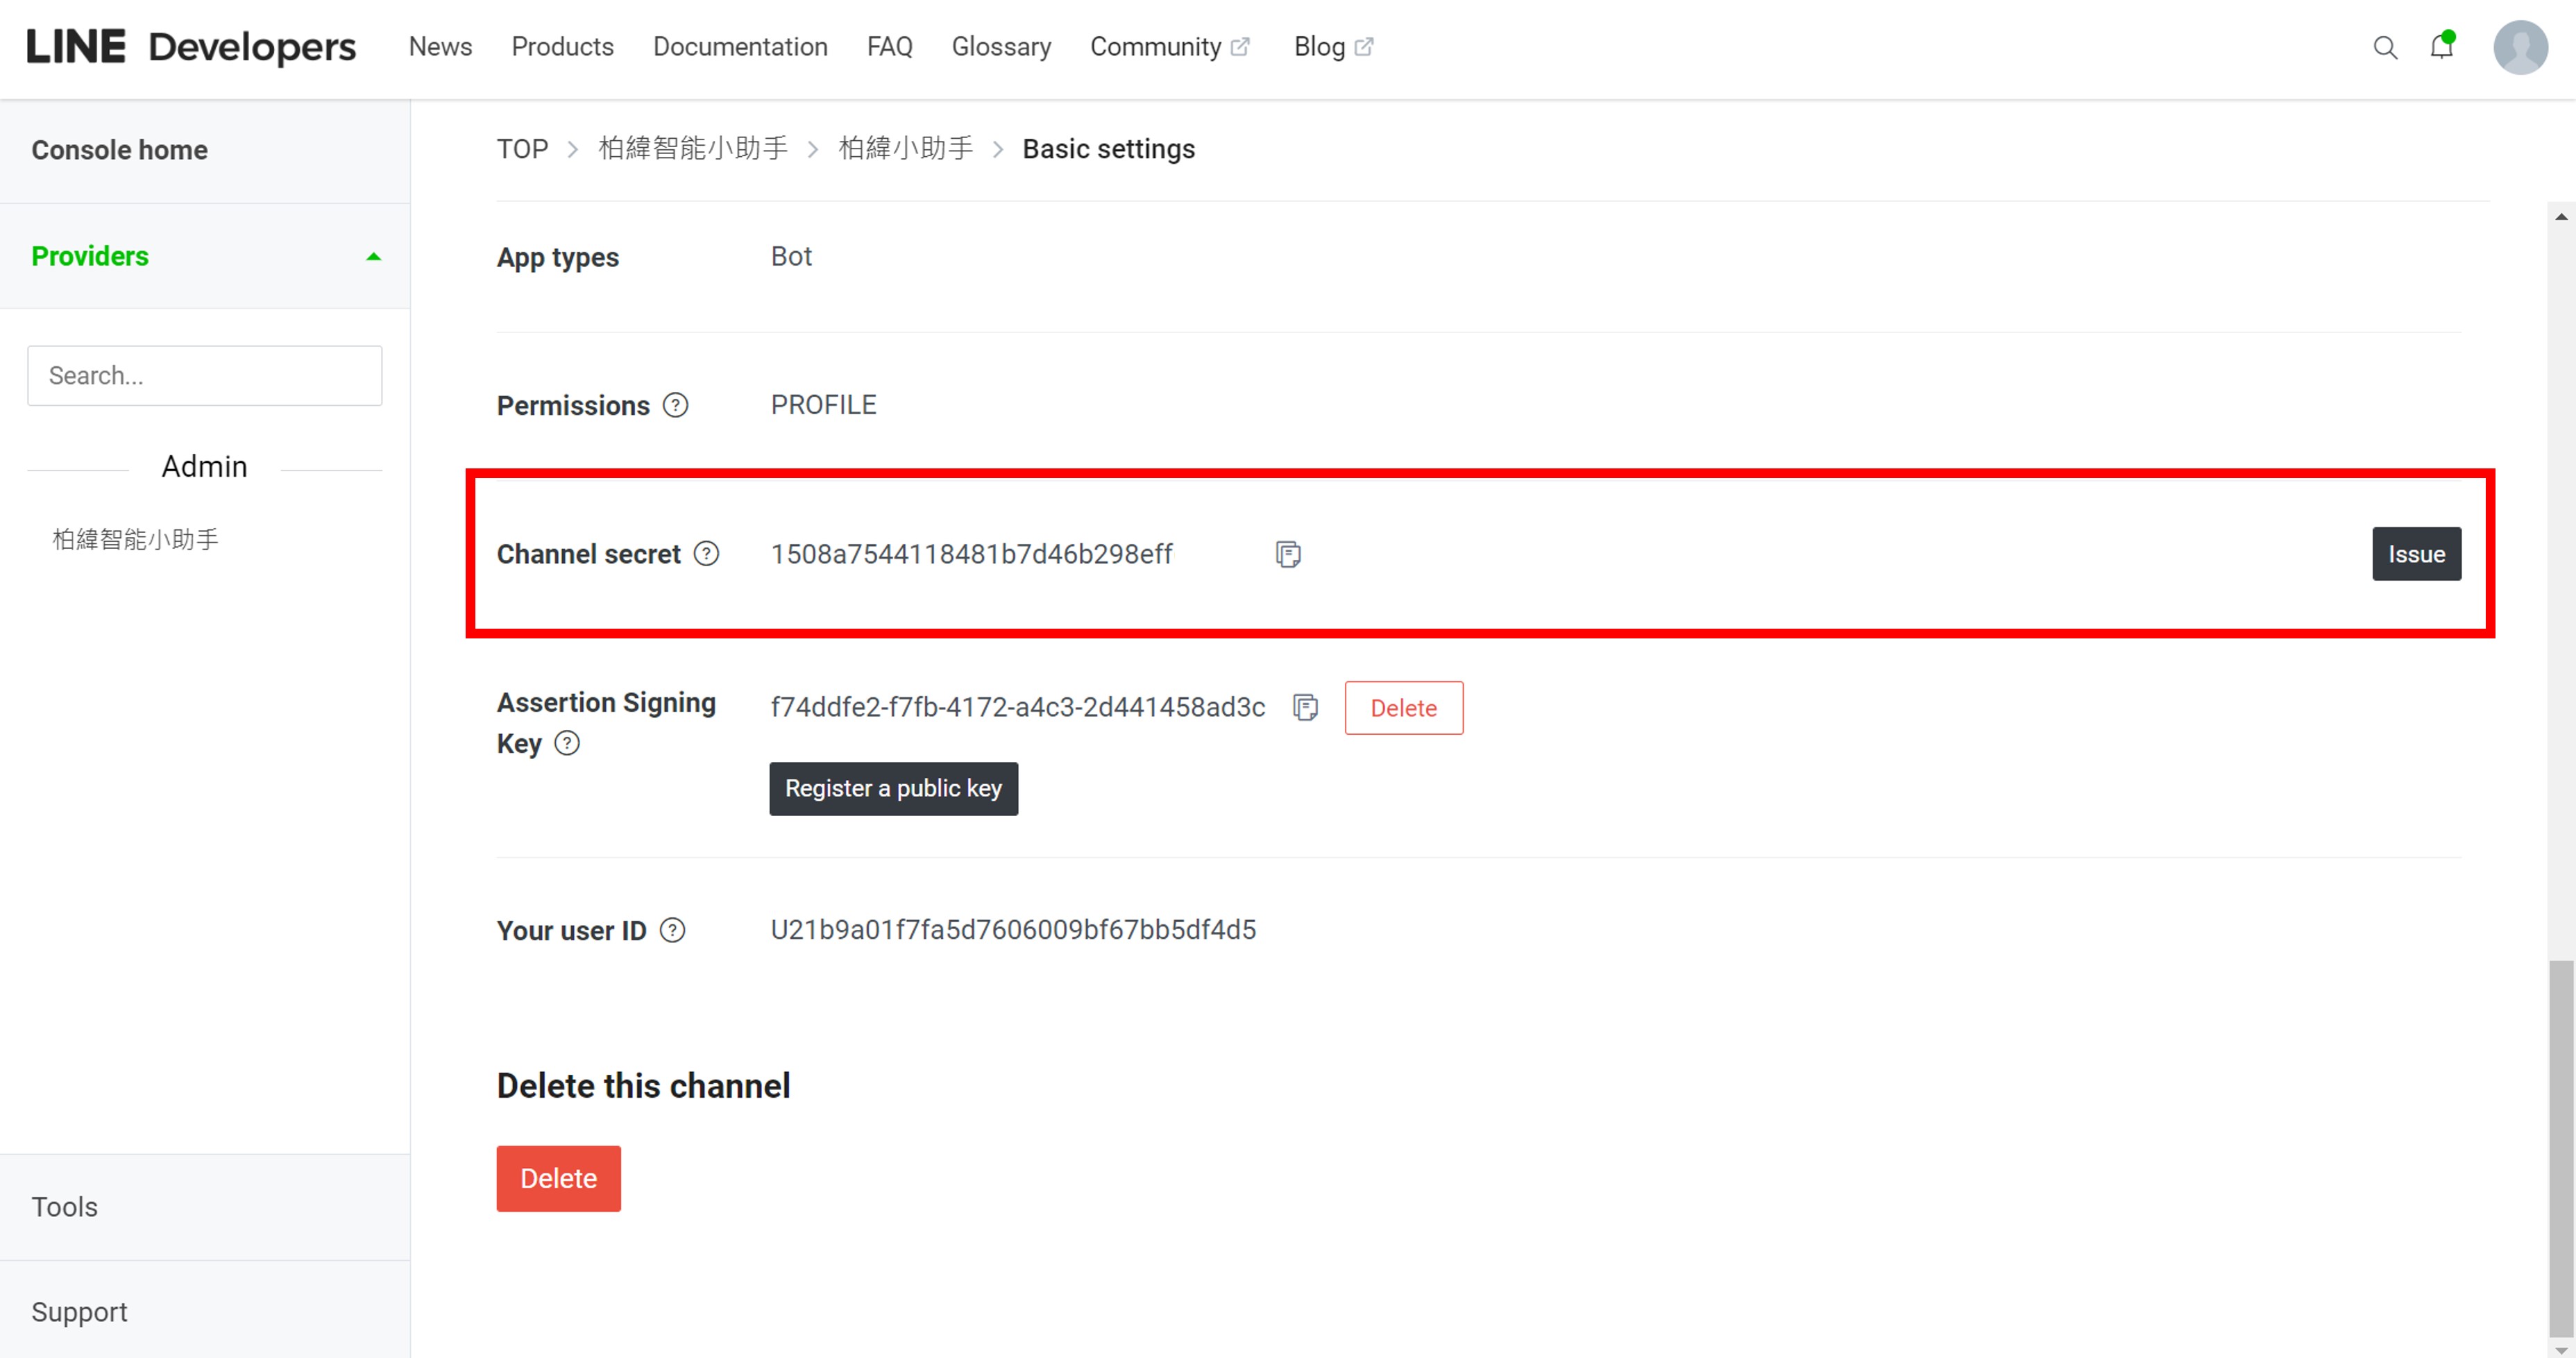 LINE Developers
News
Products
Documentation
FAQ
Glossary
Community
Blog
Console home
Providers
Search...
Admin
柏緯智能小助手
Tools
Support
TOP > 柏緯智能小助手 > 柏緯小助手 > Basic settings
App types
Bot
Permissions ?
PROFILE
Channel secret ?
1508a7544118481b7d46b298eff
Issue
Assertion Signing
Key ?
f74ddfe2-f7fb-4172-a4c3-2d441458ad3c
Delete
Register a public key
Your user ID ?
U21b9a01f7fa5d7606009bf67bb5df4d5
Delete this channel
Delete